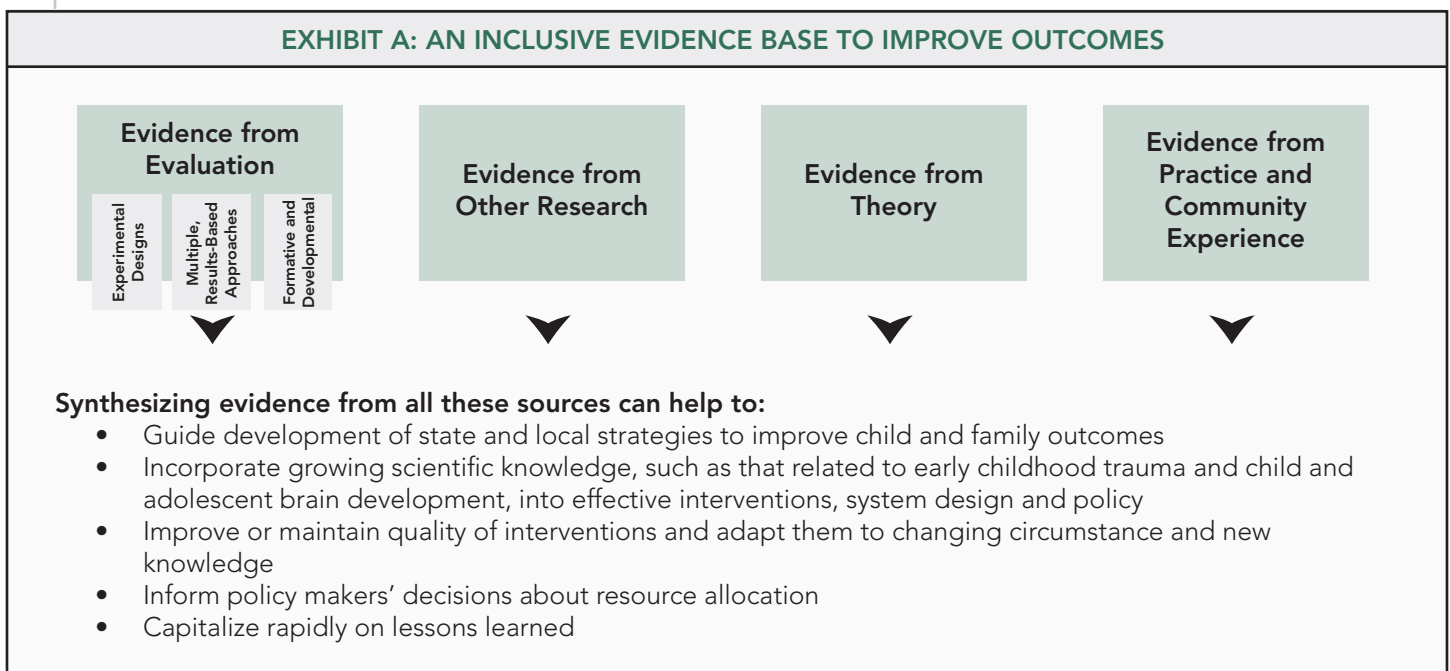 EXHIBIT A: AN INCLUSIVE EVIDENCE BASE TO IMPROVE OUTCOMES
Evidence from
Evaluation
Experimental
Designs
Multiple,
Results-Based
Approaches
Formative and
Developmental
Evidence from
Other Research
Evidence from
Theory
Evidence from
Practice and
Community
Experience
Synthesizing evidence from all these sources can help to:
• Guide development of state and local strategies to improve child and family outcomes
• Incorporate growing scientific knowledge, such as that related to early childhood trauma and child and
adolescent brain development, into effective interventions, system design and policy
• Improve or maintain quality of interventions and adapt them to changing circumstance and new
knowledge
• Inform policy makers’ decisions about resource allocation
• Capitalize rapidly on lessons learned